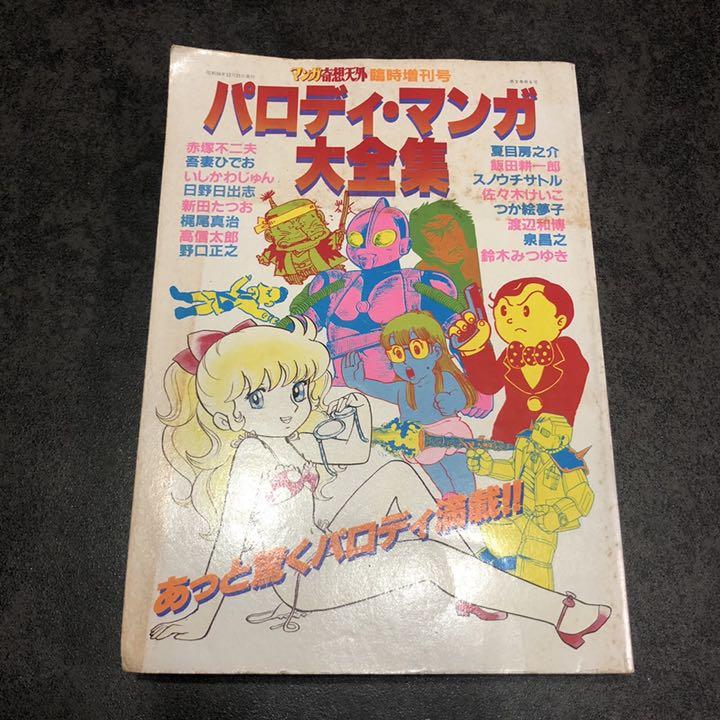 マンガ奇想天外 臨時増刊号
パロディ・マンガ
大全集
赤塚不二夫
吾妻ひでお
いしかわじゅん
日野日出志
新田たつお
梶尾真治
高信太郎
野口正之
夏目房之介
飯田耕一郎
スノウチサトル
佐々木けいこ
つか絵夢子
渡辺和博
泉昌之
鈴木みつゆき
あっと驚くパロディ満載!!